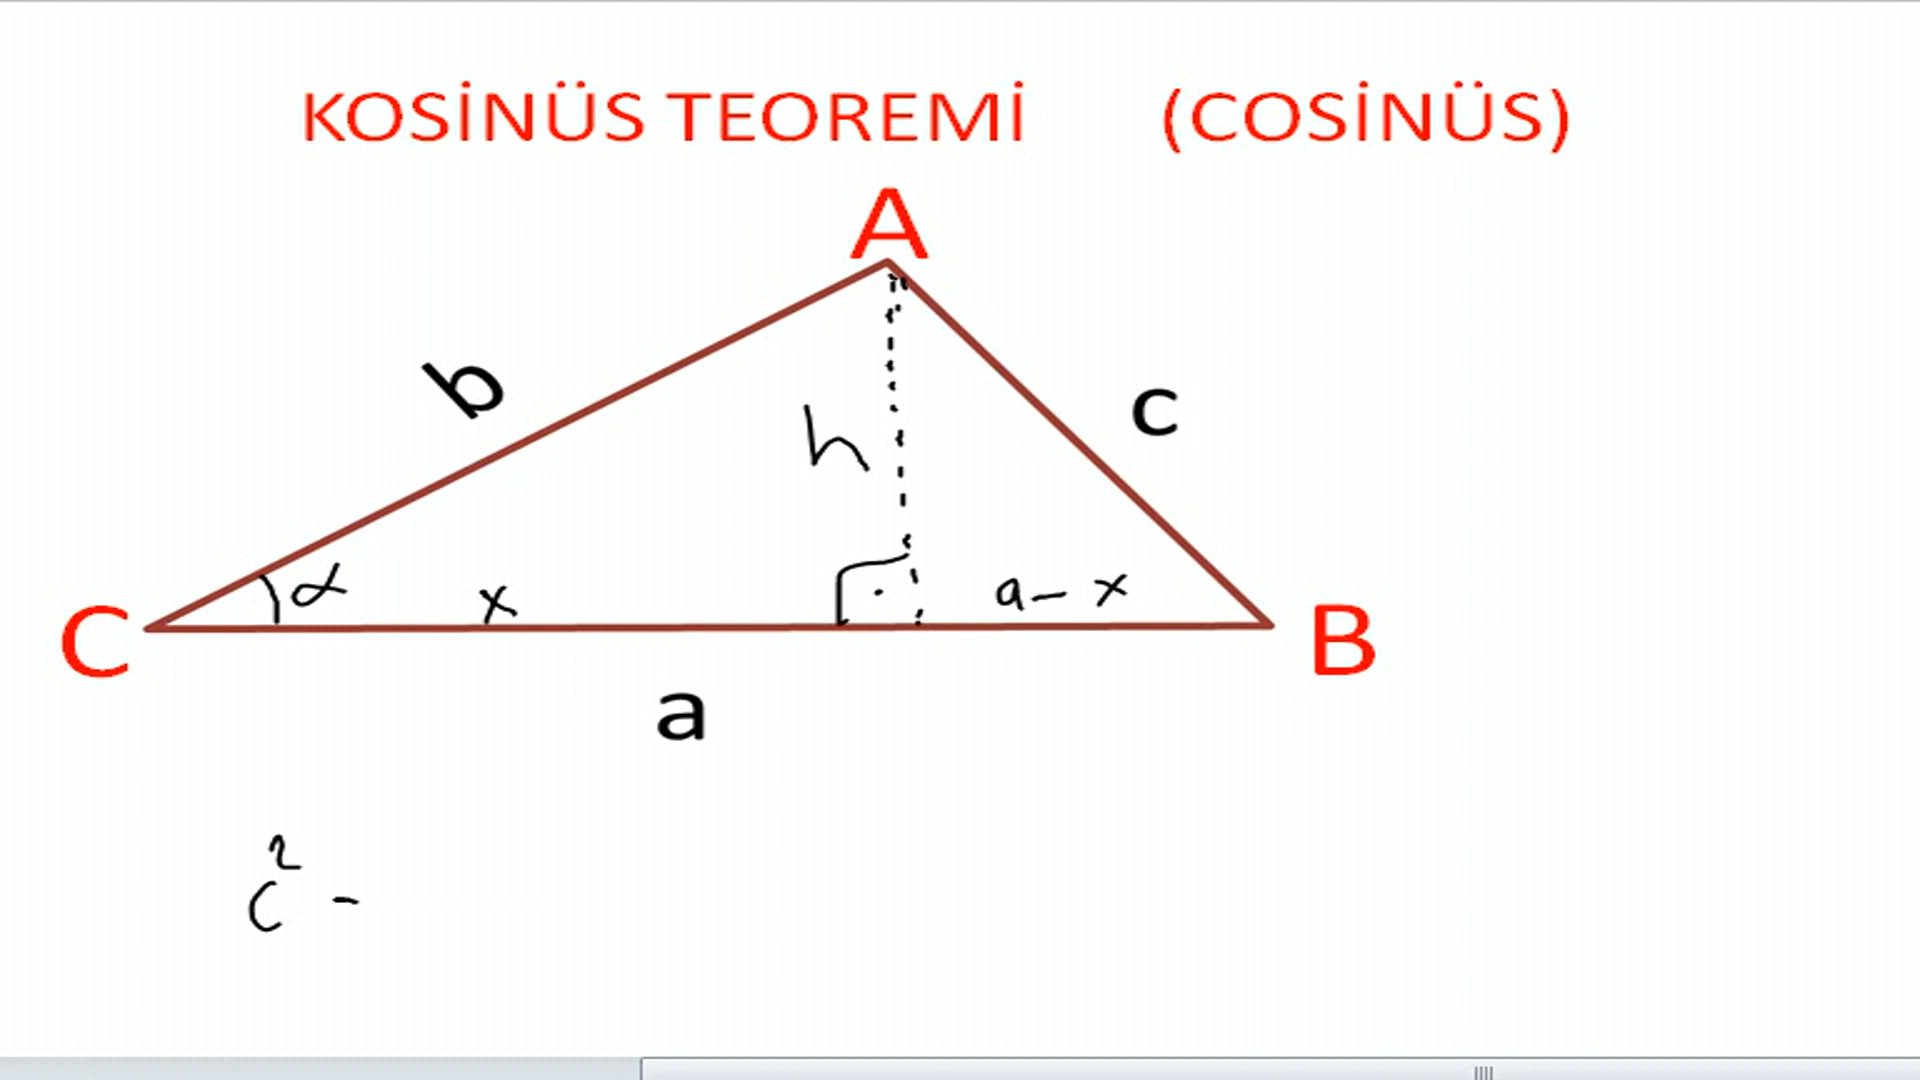 KOSİNÜS TEOREMİ (COSİNÜS)
A
b
c
h
α
x
a - x
C
B
a
c² -